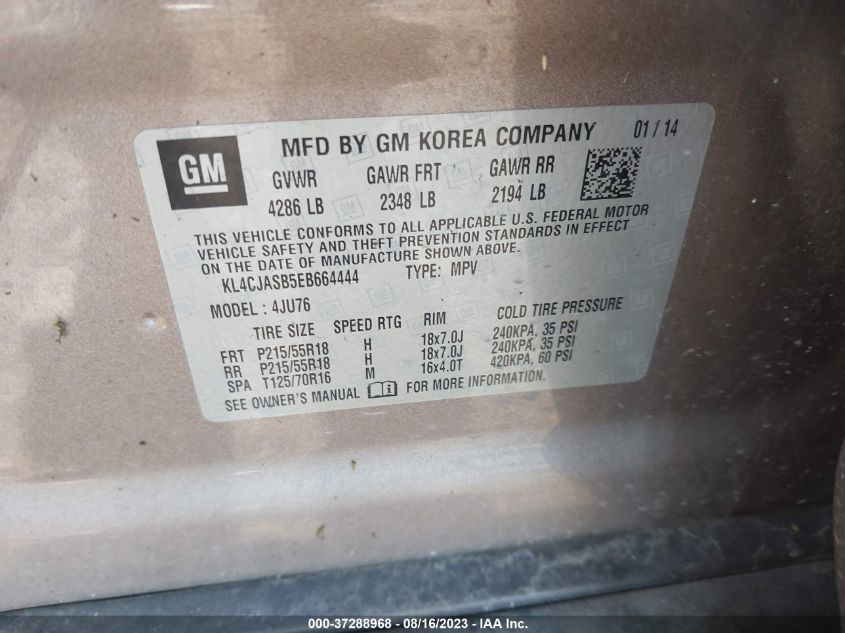 GM
MFD BY GM KOREA COMPANY 01/14
GVWR GAWR FRT GAWR RR
4286 LB 2348 LB 2194 LB
THIS VEHICLE CONFORMS TO ALL APPLICABLE U.S. FEDERAL MOTOR
VEHICLE SAFETY AND THEFT PREVENTION STANDARDS IN EFFECT
ON THE DATE OF MANUFACTURE SHOWN ABOVE.
KL4CJASB5EB664444 TYPE: MPV
MODEL: 4JU76
TIRE SIZE SPEED RTG RIM COLD TIRE PRESSURE
FRT P215/55R18 H 18x7.0J 240KPA, 35 PSI
RR P215/55R18 H 18x7.0J 240KPA, 35 PSI
SPA T125/70R16 M 16x4.0T 420KPA, 60 PSI
SEE OWNER'S MANUAL FOR MORE INFORMATION.
000-37288968 - 08/16/2023 - IAAI, Inc.